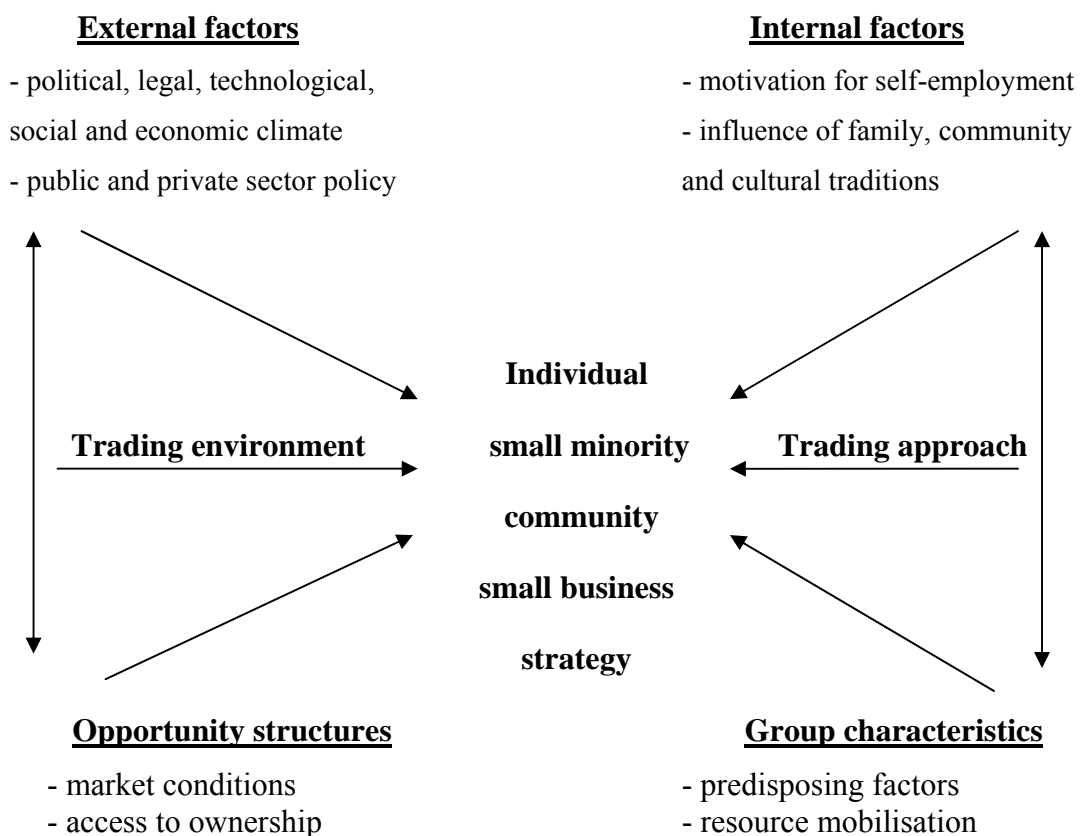 External factors
- political, legal, technological,
social and economic climate
- public and private sector policy
Internal factors
- motivation for self-employment
- influence of family, community
and cultural traditions
Trading environment
Individual
small minority
community
small business
strategy
Trading approach
Opportunity structures
- market conditions
- access to ownership
Group characteristics
- predisposing factors
- resource mobilisation